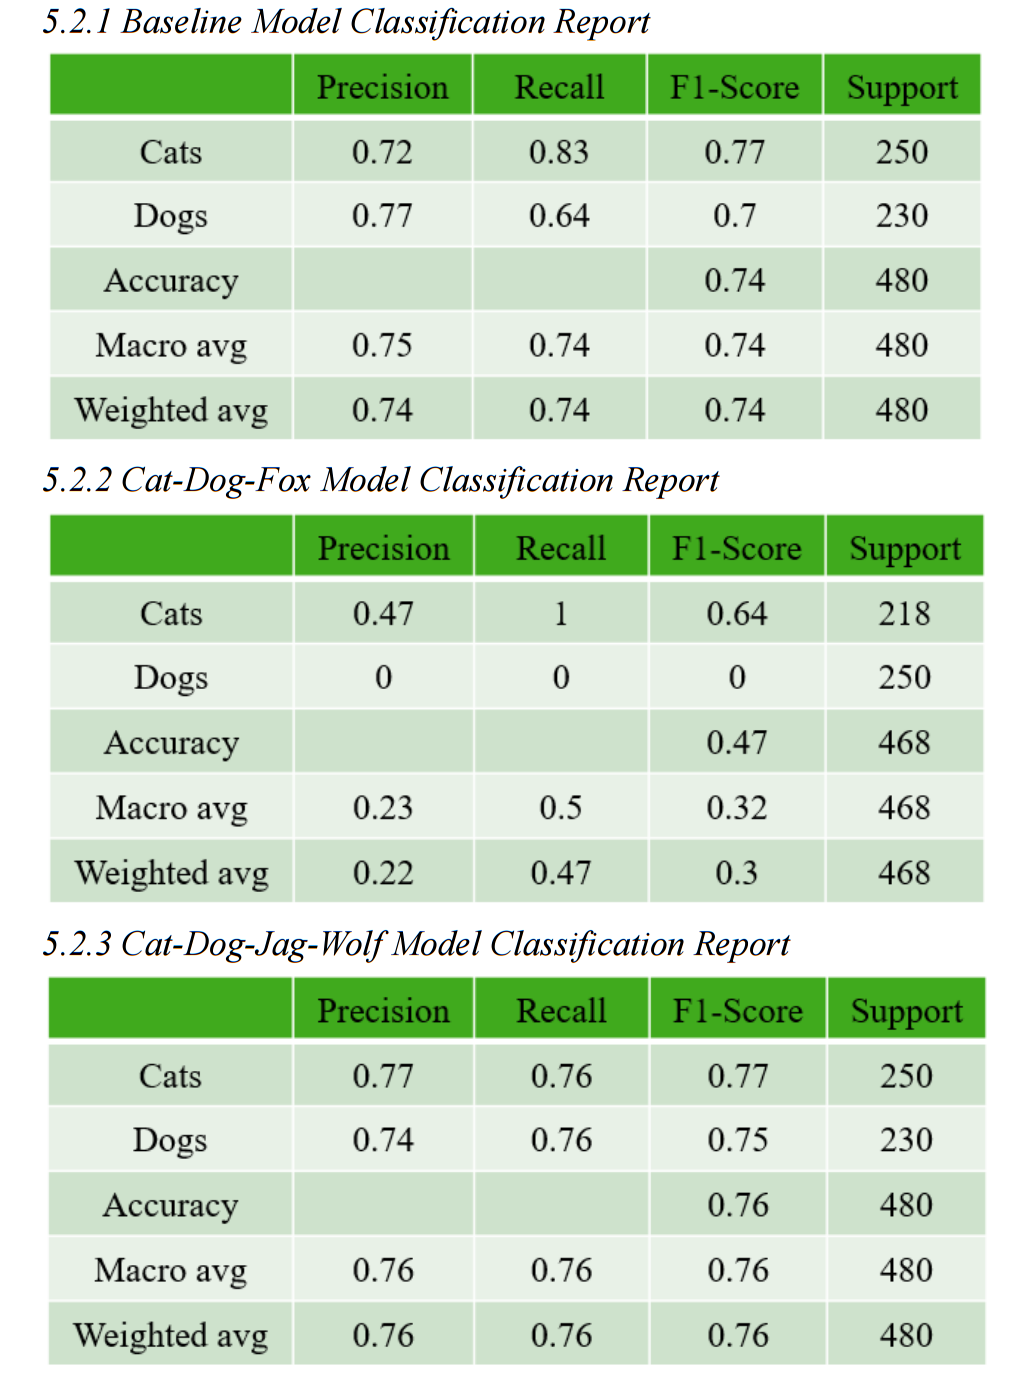 5.2.1 Baseline Model Classification Report
Precision Recall F1-Score Support
Cats 0.72 0.83 0.77 250
Dogs 0.77 0.64 0.7 230
Accuracy 0.74 480
Macro avg 0.75 0.74 0.74 480
Weighted avg 0.74 0.74 0.74 480
5.2.2 Cat-Dog-Fox Model Classification Report
Precision Recall F1-Score Support
Cats 0.47 1 0.64 218
Dogs 0 0 0 250
Accuracy 0.47 468
Macro avg 0.23 0.5 0.32 468
Weighted avg 0.22 0.47 0.3 468
5.2.3 Cat-Dog-Jag-Wolf Model Classification Report
Precision Recall F1-Score Support
Cats 0.77 0.76 0.77 250
Dogs 0.74 0.76 0.75 230
Accuracy 0.76 480
Macro avg 0.76 0.76 0.76 480
Weighted avg 0.76 0.76 0.76 480